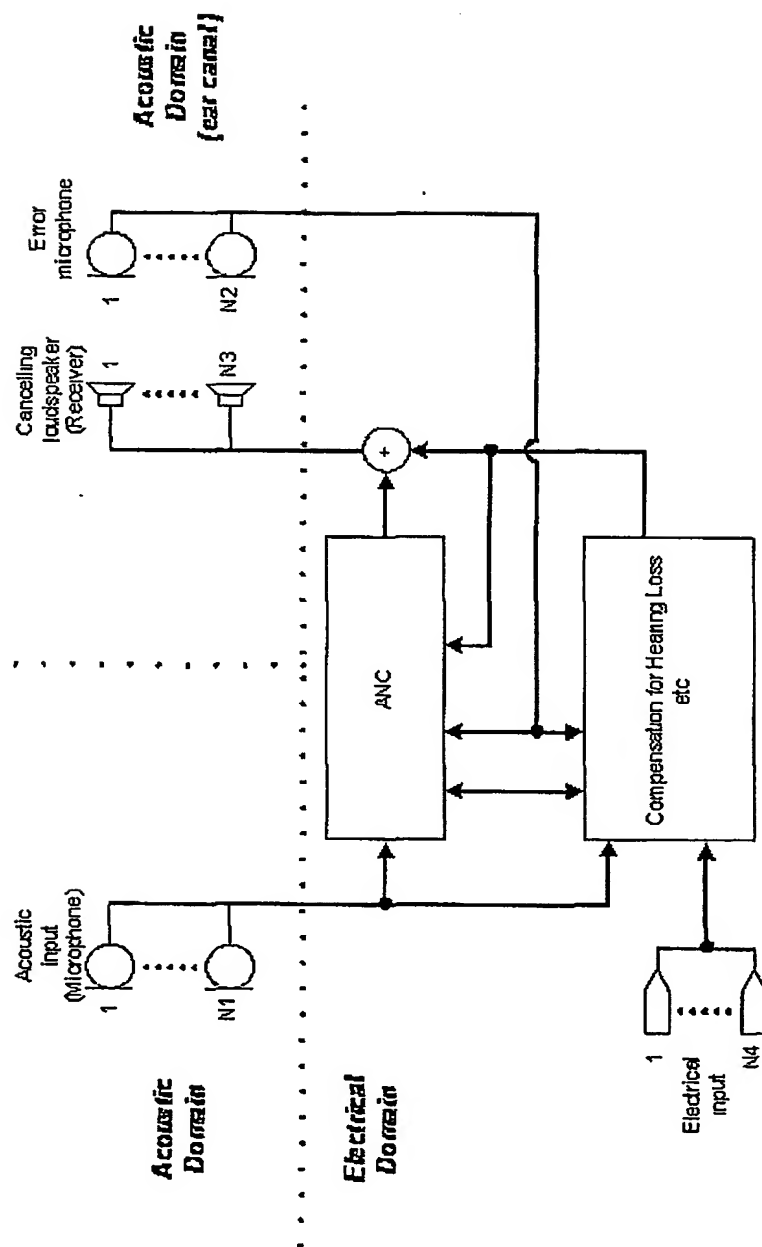 Acoustic
Domain
Acoustic
Input
(Microphone)
1
N1
Cancelling
loudspeaker
(Receiver)
1
N3
Error
microphone
1
N2
Acoustic
Domain
(ear canal)
Electrical
Domain
ANC
+
Compensation for Hearing Loss
etc
1
N4
Electrical
input